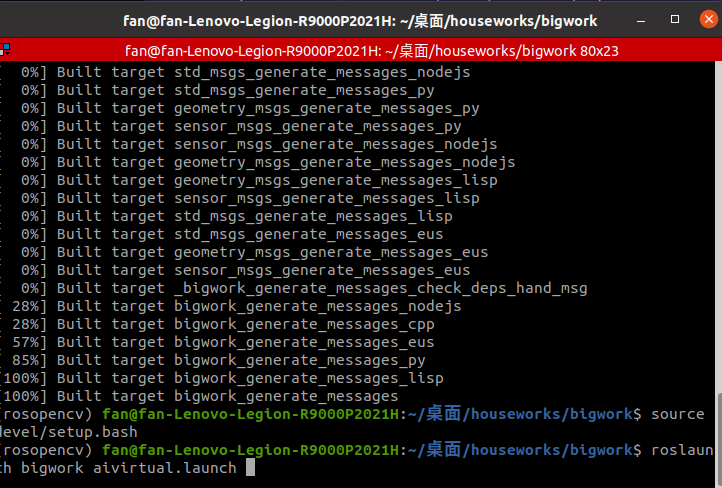 fan@fan-Lenovo-Legion-R9000P2021H: ~/桌面/houseworks/bigwork
fan@fan-Lenovo-Legion-R9000P2021H: ~/桌面/houseworks/bigwork 80x23
0%] Built target std_msgs_generate_messages_nodejs
0%] Built target std_msgs_generate_messages_py
0%] Built target geometry_msgs_generate_messages_py
0%] Built target sensor_msgs_generate_messages_py
0%] Built target sensor_msgs_generate_messages_nodejs
0%] Built target geometry_msgs_generate_messages_nodejs
0%] Built target geometry_msgs_generate_messages_lisp
0%] Built target sensor_msgs_generate_messages_lisp
0%] Built target std_msgs_generate_messages_lisp
0%] Built target std_msgs_generate_messages_eus
0%] Built target geometry_msgs_generate_messages_eus
0%] Built target sensor_msgs_generate_messages_eus
0%] Built target _bigwork_generate_messages_check_deps_hand_msg
28%] Built target bigwork_generate_messages_nodejs
28%] Built target bigwork_generate_messages_cpp
57%] Built target bigwork_generate_messages_eus
85%] Built target bigwork_generate_messages_py
[100%] Built target bigwork_generate_messages_lisp
[100%] Built target bigwork_generate_messages
(rosopencv) fan@fan-Lenovo-Legion-R9000P2021H:~/桌面/houseworks/bigwork$ source
devel/setup.bash
(rosopencv) fan@fan-Lenovo-Legion-R9000P2021H:~/桌面/houseworks/bigwork$ roslaun
ch bigwork aivirtual.launch